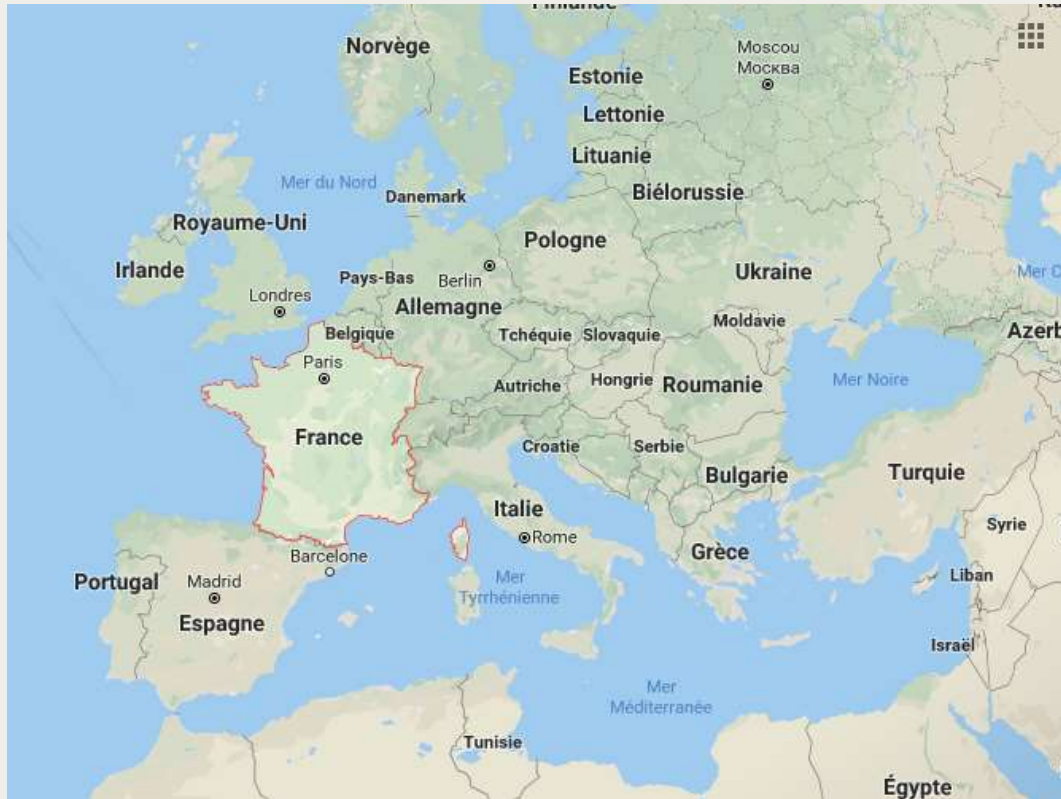 Finlande
Norvège
Moscou
Москва
Estonie
Lettonie
Lituanie
Mer du Nord
Danemark
Biélorussie
Royaume-Uni
Pologne
Irlande
Pays-Bas
Berlin
Ukraine
Londres
Allemagne
Belgique
Tchéquie
Slovaquie
Moldavie
Azerb
Paris
Autriche
Hongrie
Roumanie
Mer Noire
France
Croatie
Serbie
Bulgarie
Turquie
Italie
Rome
Syrie
Grèce
Barcelone
Portugal
Madrid
Mer
Tyrrhénienne
Liban
Espagne
Israël
Mer
Méditerranée
Tunisie
Égypte